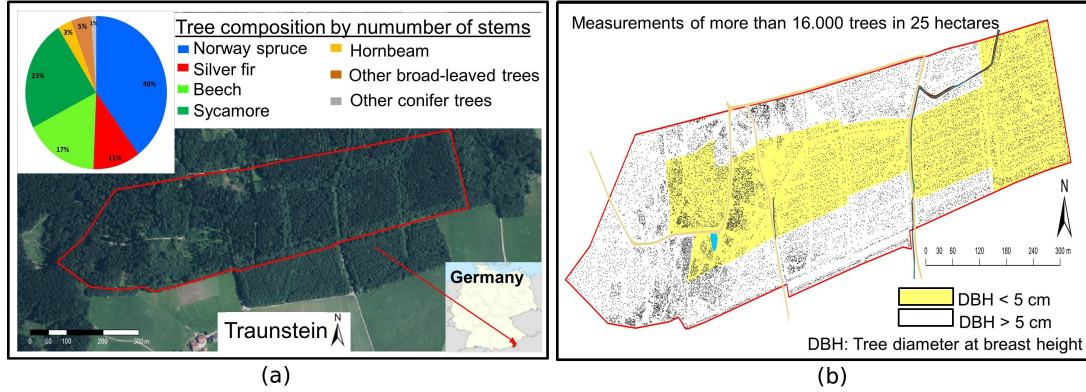 Tree composition by numumber of stems
Norway spruce
Silver fir
Beech
Sycamore
Hornbeam
Other broad-leaved trees
Other conifer trees
1%
5%
3%
23%
40%
17%
11%
Germany
Traunstein
N
0 50 100 200 300m
(a)
Measurements of more than 16.000 trees in 25 hectares
N
0 30 60 120 180 240 300 m
DBH < 5 cm
DBH > 5 cm
DBH: Tree diameter at breast height
(b)